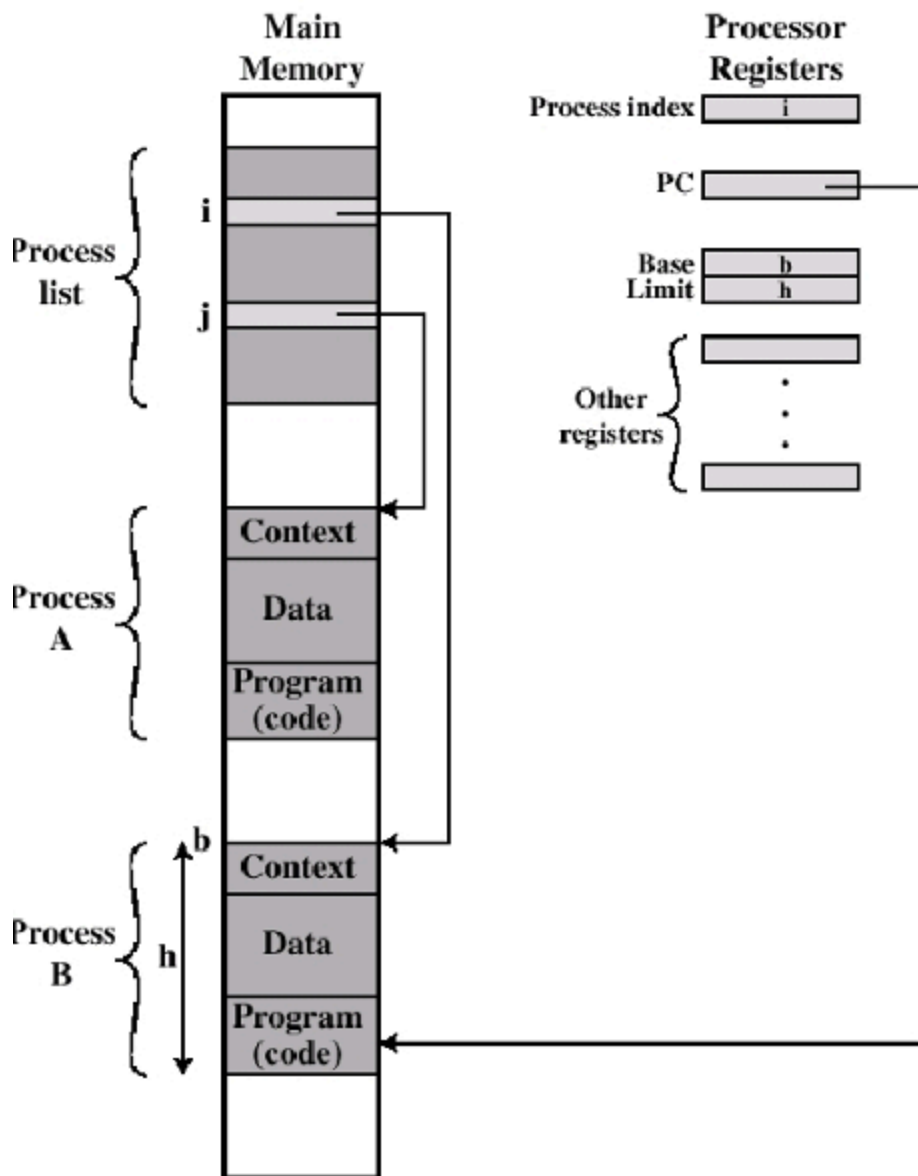 Main
Memory
Processor
Registers
Process index
i
PC
Base
b
Limit
h
Other
registers
Process
list
i
j
Process
A
Context
Data
Program
(code)
Process
B
b
h
Context
Data
Program
(code)